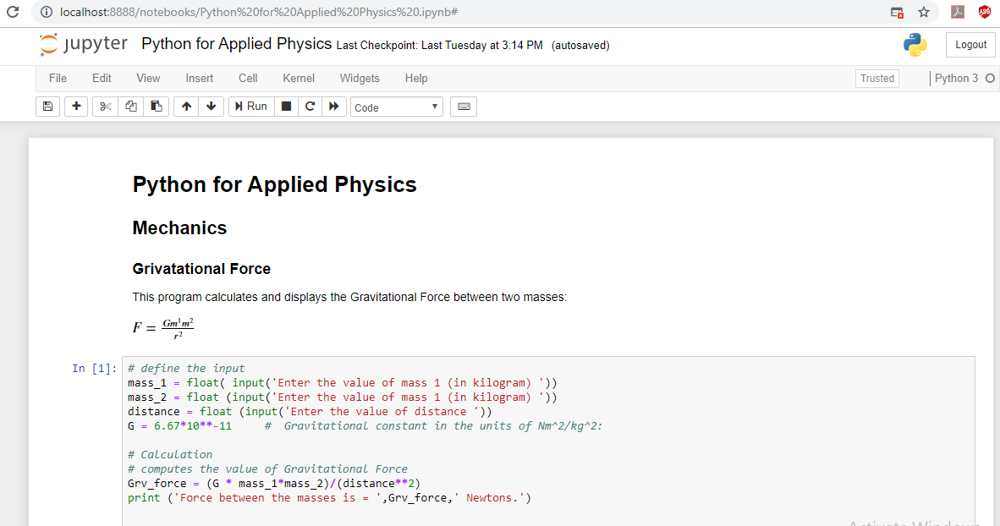 localhost:8888/notebooks/Python%20for%20Applied%20Physics%20.ipynb#
ABP
jupyter Python for Applied Physics Last Checkpoint: Last Tuesday at 3:14 PM (autosaved)
Logout
File Edit View Insert Cell Kernel Widgets Help Trusted Python 3
Run Code
Python for Applied Physics
Mechanics
Grivatational Force
This program calculates and displays the Gravitational Force between two masses:
F = Gm¹m² / r²
In [1]: # define the input
mass_1 = float( input('Enter the value of mass 1 (in kilogram) '))
mass_2 = float (input('Enter the value of mass 1 (in kilogram) '))
distance = float (input('Enter the value of distance '))
G = 6.67*10**-11     #  Gravitational constant in the units of Nm^2/kg^2:
# Calculation
# computes the value of Gravitational Force
Grv_force = (G * mass_1*mass_2)/(distance**2)
print ('Force between the masses is = ',Grv_force,' Newtons.')
Activate Windows